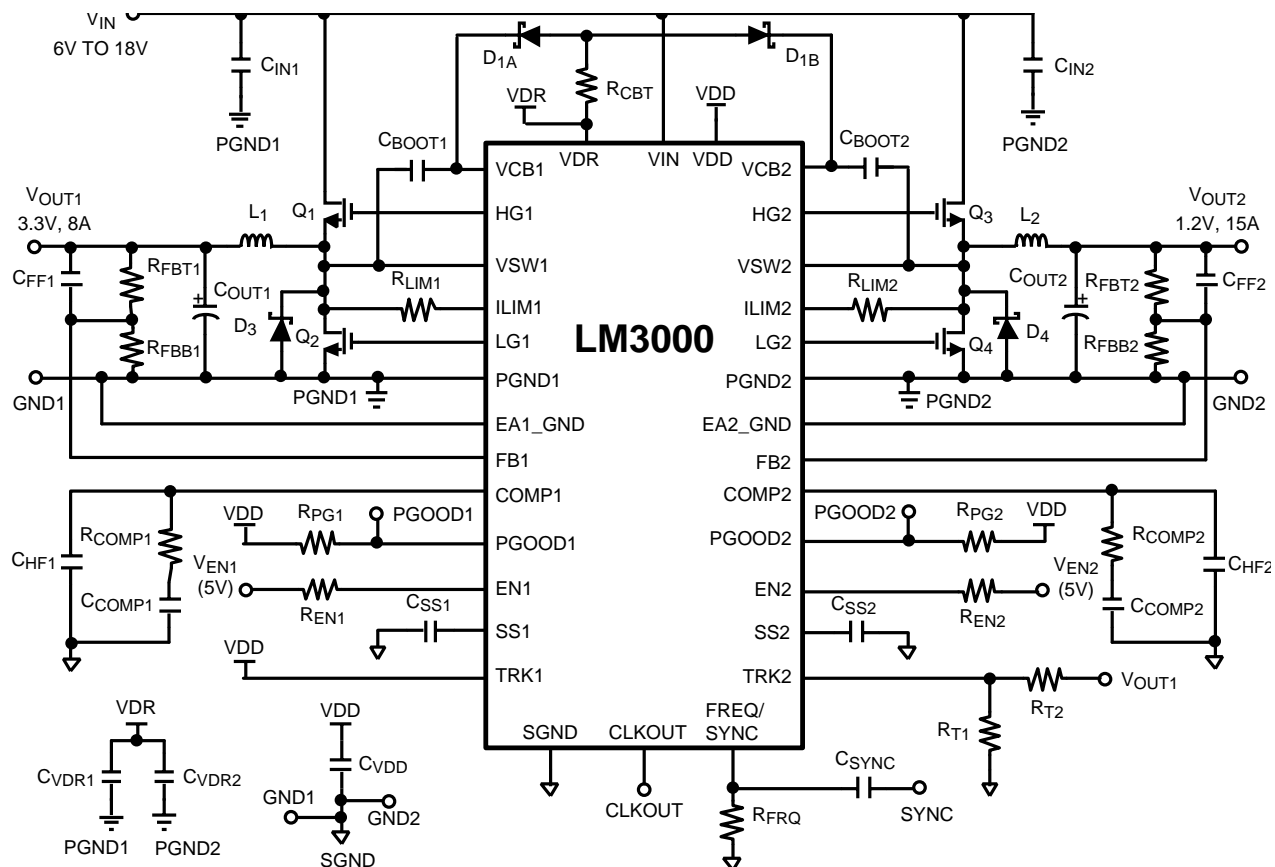 VIN
6V TO 18V
CIN1
PGND1
D1A
D1B
RCBT
VDR
VDD
CIN2
PGND2
CBOOT1
CBOOT2
VDR
VIN
VDD
VCB1
VCB2
VOUT1
3.3V, 8A
L1
Q1
HG1
HG2
Q3
L2
VOUT2
1.2V, 15A
VSW1
VSW2
CFF1
RFBT1
COUT1
RLIM1
RLIM2
COUT2
RFBT2
CFF2
ILIM1
ILIM2
D3
Q2
LG1
LM3000
LG2
Q4
D4
RFBB1
RFBB2
GND1
PGND1
PGND1
PGND2
PGND2
GND2
EA1_GND
EA2_GND
FB1
FB2
COMP1
COMP2
VDD
RPG1
PGOOD1
PGOOD2
RPG2
VDD
RCOMP1
PGOOD1
PGOOD2
RCOMP2
CHF1
CHF2
VEN1
(5V)
REN1
EN1
EN2
REN2
VEN2
(5V)
CCOMP1
CCOMP2
CSS1
SS1
SS2
CSS2
VDD
TRK1
TRK2
RT2
VOUT1
RT1
SGND
CLKOUT
FREQ/
SYNC
VDR
VDD
CVDR1
CVDR2
CVDD
CSYNC
SYNC
GND1
GND2
CLKOUT
RFRQ
PGND1
PGND2
SGND